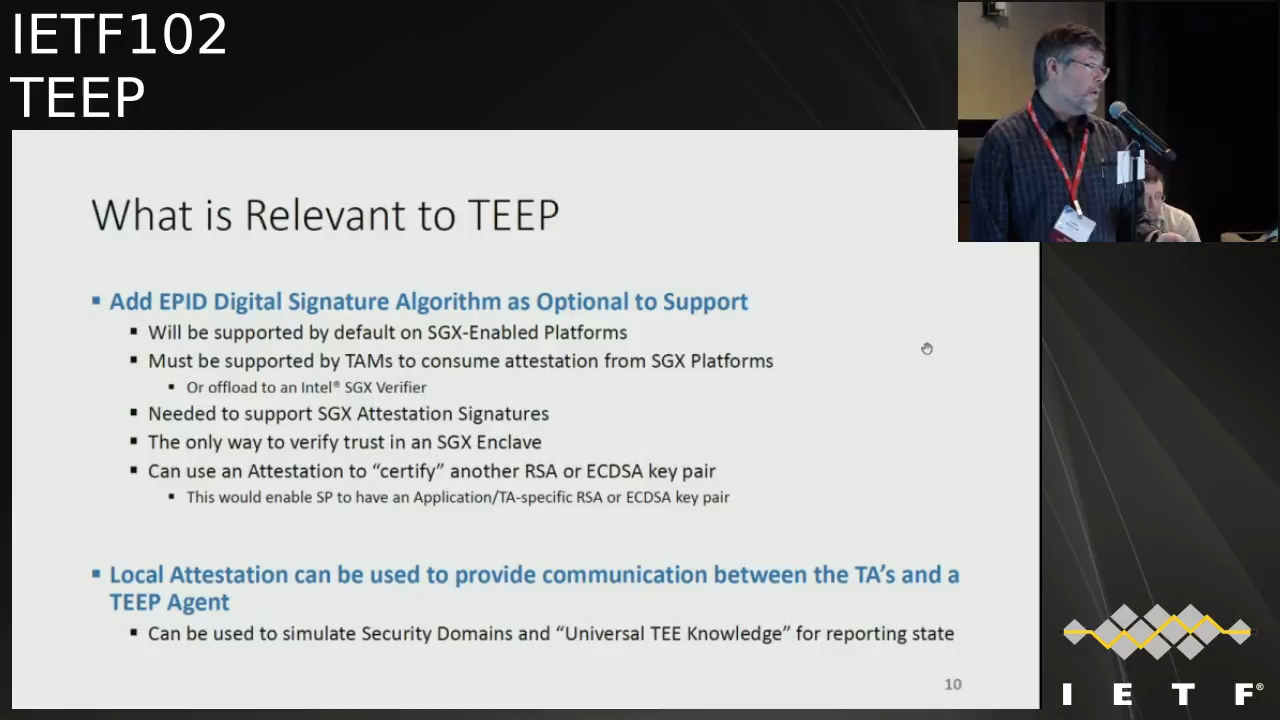 IETF102
TEEP
What is Relevant to TEEP
▪ Add EPID Digital Signature Algorithm as Optional to Support
▪ Will be supported by default on SGX-Enabled Platforms
▪ Must be supported by TAMs to consume attestation from SGX Platforms
▪ Or offload to an Intel® SGX Verifier
▪ Needed to support SGX Attestation Signatures
▪ The only way to verify trust in an SGX Enclave
▪ Can use an Attestation to “certify” another RSA or ECDSA key pair
▪ This would enable SP to have an Application/TA-specific RSA or ECDSA key pair
▪ Local Attestation can be used to provide communication between the TA’s and a
TEEP Agent
▪ Can be used to simulate Security Domains and “Universal TEE Knowledge” for reporting state
10
I E T F®